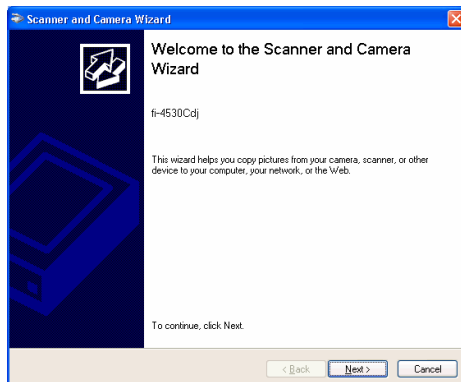 Scanner and Camera Wizard
Welcome to the Scanner and Camera
Wizard
fi-4530Cdj
This wizard helps you copy pictures from your camera, scanner, or other
device to your computer, your network, or the Web.
To continue, click Next.
< Back Next > Cancel